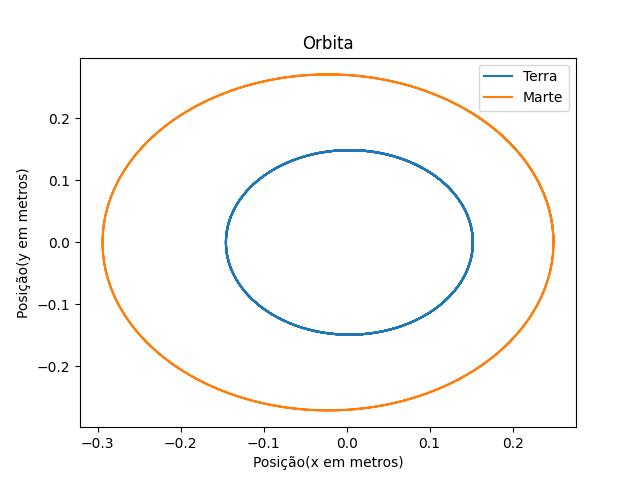 Orbita
Terra
Marte
Posição(y em metros)
0.2
0.1
0.0
−0.1
−0.2
−0.3
−0.2
−0.1
0.0
0.1
0.2
Posição(x em metros)